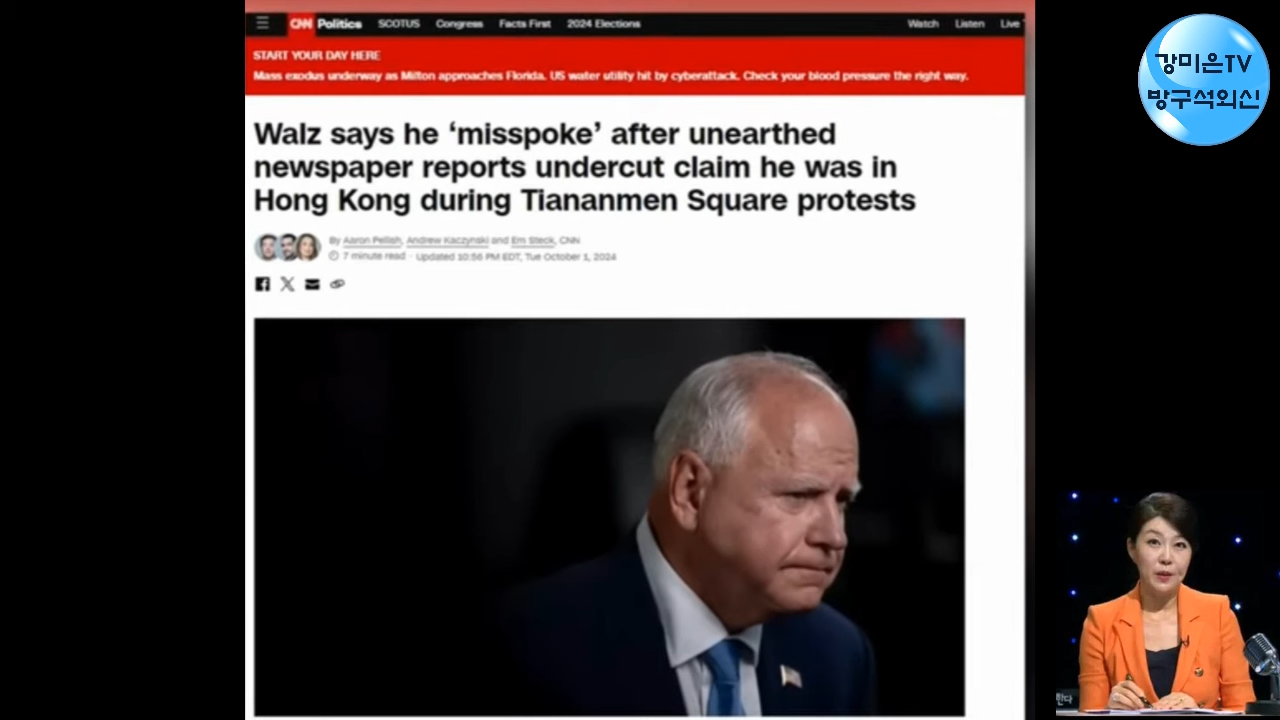 CNN Politics SCOTUS Congress Facts First 2024 Elections Watch Listen Live
START YOUR DAY HERE
Mass exodus underway as Milton approaches Florida. US water utility hit by cyberattack. Check your blood pressure the right way.
Walz says he ‘misspoke’ after unearthed
newspaper reports undercut claim he was in
Hong Kong during Tiananmen Square protests
By Aaron Pellish, Andrew Kaczynski and Em Steck, CNN
7 minute read · Updated 10:56 PM EDT, Tue October 1, 2024
강미은TV
방구석외신